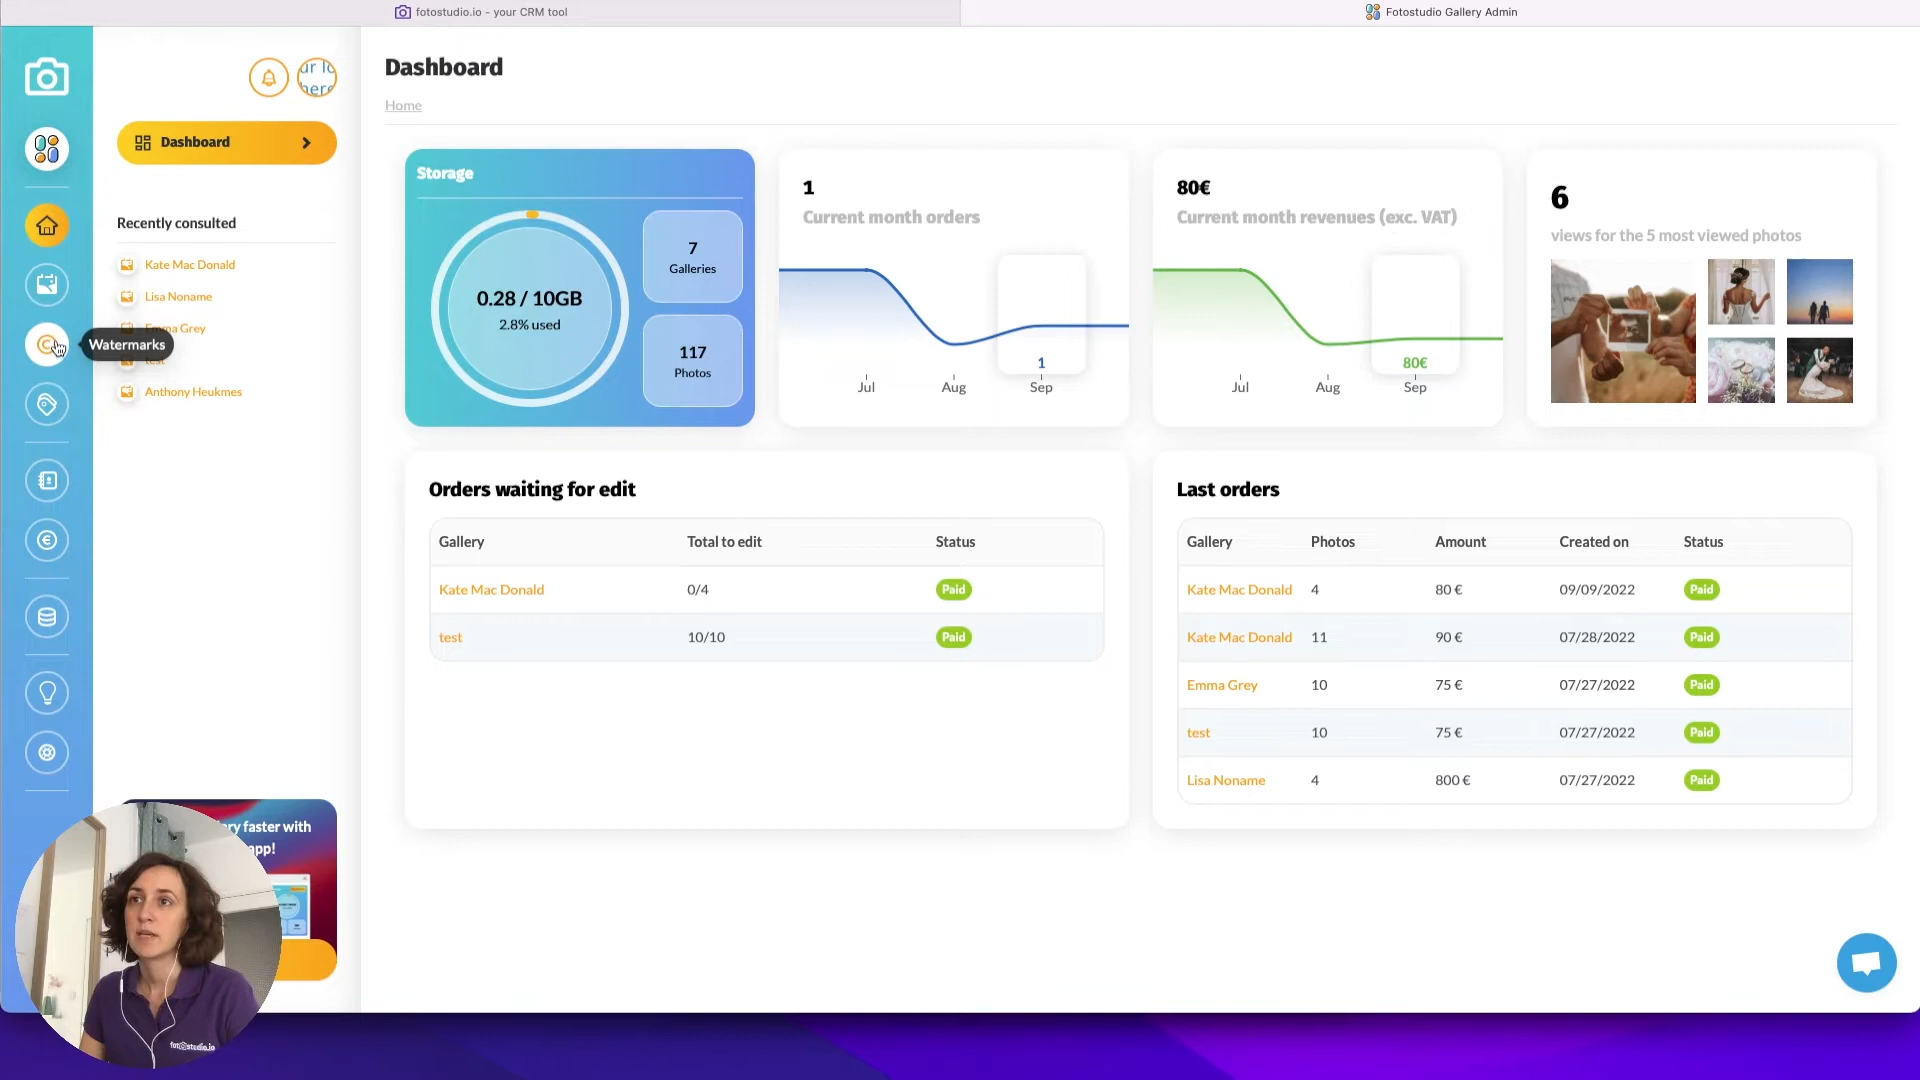 fotostudio.io - your CRM tool
Fotostudio Gallery Admin
Dashboard
Home
Dashboard
Recently consulted
Kate Mac Donald
Lisa Noname
Emma Grey
Watermarks
test
Anthony Heukmes
Storage
0.28 / 10GB
2.8% used
7
Galleries
117
Photos
1
Current month orders
1
Jul
Aug
Sep
80€
Current month revenues (exc. VAT)
80€
Jul
Aug
Sep
6
views for the 5 most viewed photos
Orders waiting for edit
Gallery Total to edit Status
Kate Mac Donald 0/4 Paid
test 10/10 Paid
Last orders
Gallery Photos Amount Created on Status
Kate Mac Donald 4 80 € 09/09/2022 Paid
Kate Mac Donald 11 90 € 07/28/2022 Paid
Emma Grey 10 75 € 07/27/2022 Paid
test 10 75 € 07/27/2022 Paid
Lisa Noname 4 800 € 07/27/2022 Paid
faster with
app!
fotostudio.io